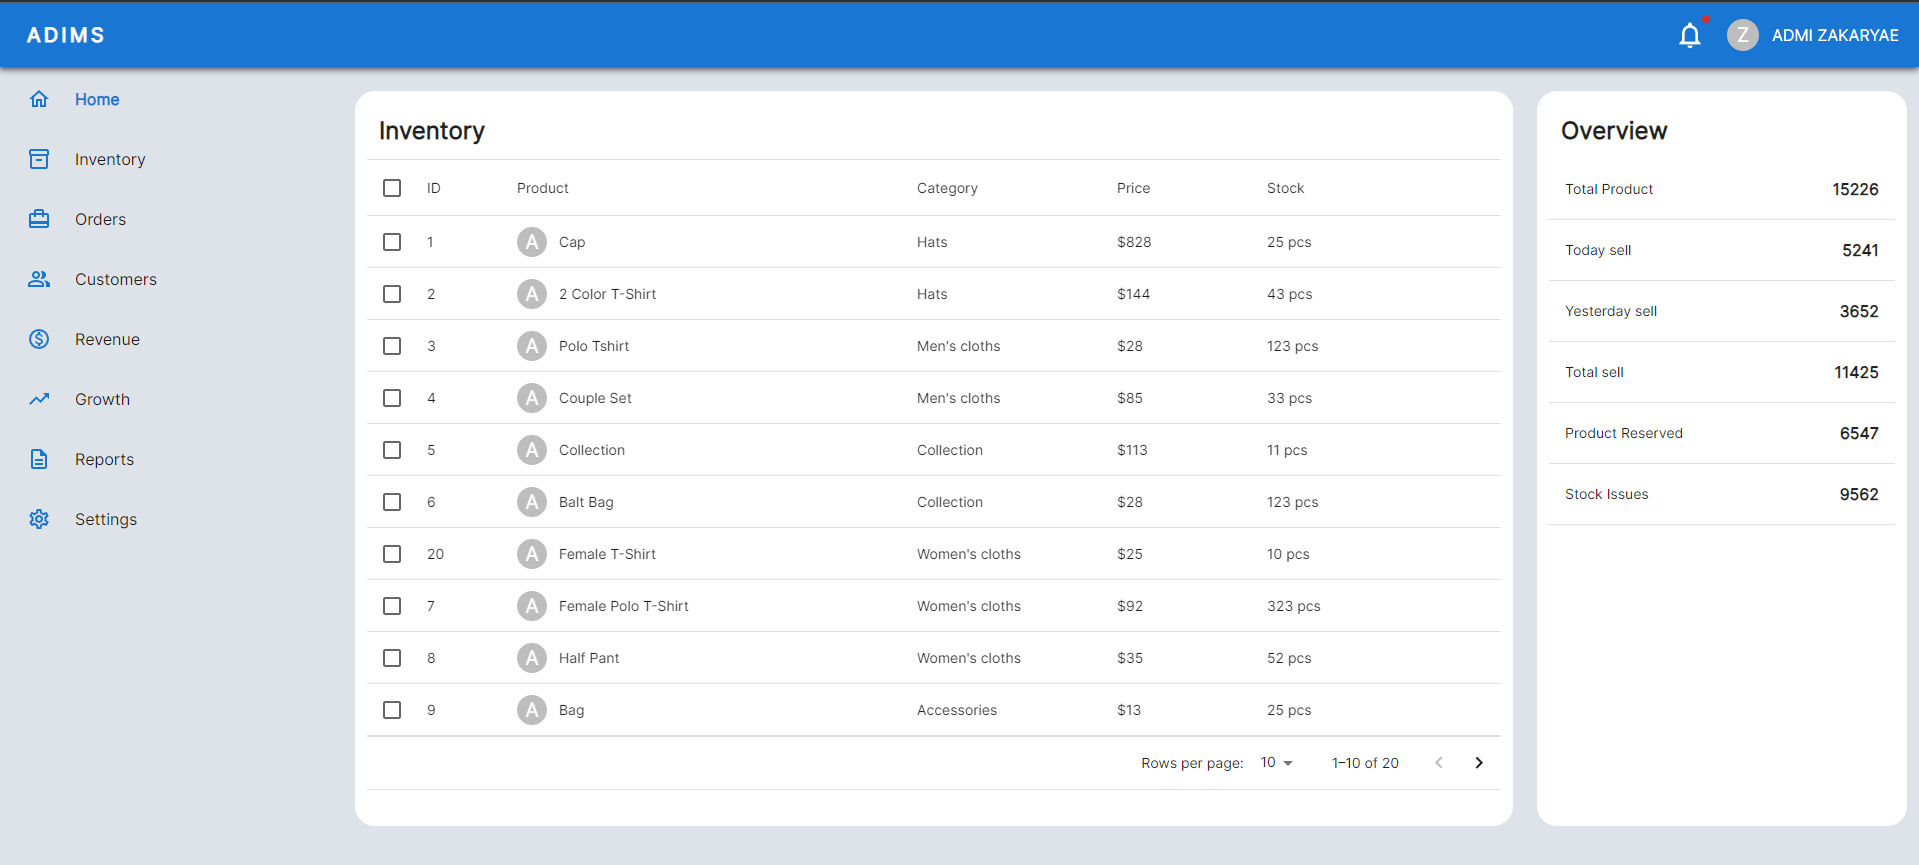 ADIMS
Z ADMI ZAKARYAE
Home
Inventory
Orders
Customers
Revenue
Growth
Reports
Settings
Inventory
ID Product Category Price Stock
1 A Cap Hats $828 25 pcs
2 A 2 Color T-Shirt Hats $144 43 pcs
3 A Polo Tshirt Men's cloths $28 123 pcs
4 A Couple Set Men's cloths $85 33 pcs
5 A Collection Collection $113 11 pcs
6 A Balt Bag Collection $28 123 pcs
20 A Female T-Shirt Women's cloths $25 10 pcs
7 A Female Polo T-Shirt Women's cloths $92 323 pcs
8 A Half Pant Women's cloths $35 52 pcs
9 A Bag Accessories $13 25 pcs
Rows per page: 10 1–10 of 20
Overview
Total Product 15226
Today sell 5241
Yesterday sell 3652
Total sell 11425
Product Reserved 6547
Stock Issues 9562